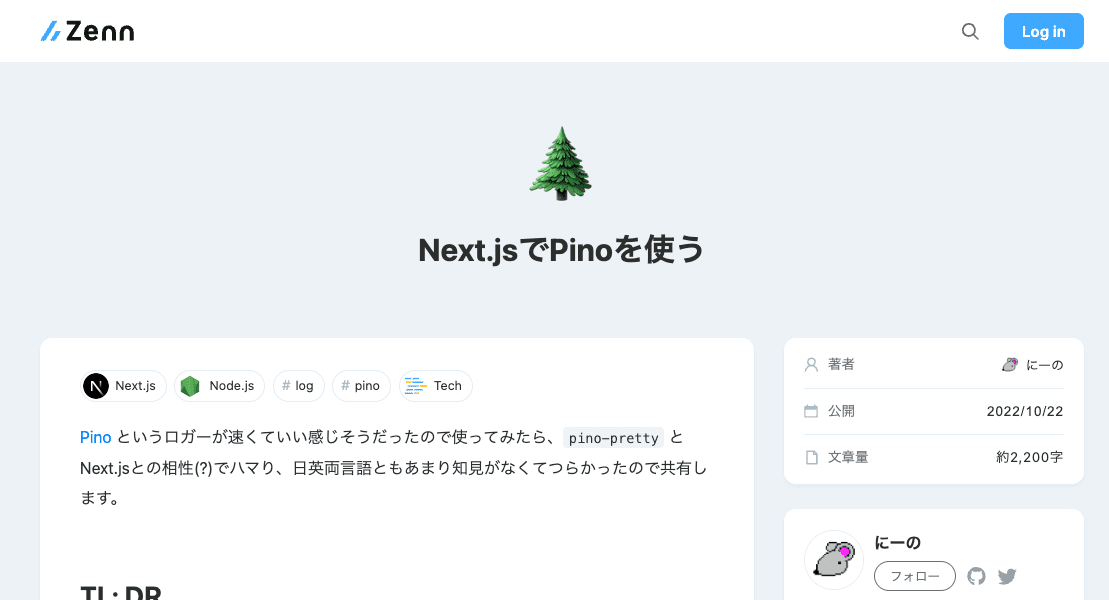 Zenn
Log in
Next.jsでPinoを使う
Next.js
Node.js
# log
# pino
Tech
Pino というロガーが速くていい感じそうだったので使ってみたら、 pino-pretty と
Next.jsとの相性(?)でハマり、日英両言語ともあまり知見がなくてつらかったので共有し
ます。
TL; DR
著者
にーの
公開
2022/10/22
文章量
約2,200字
にーの
フォロー